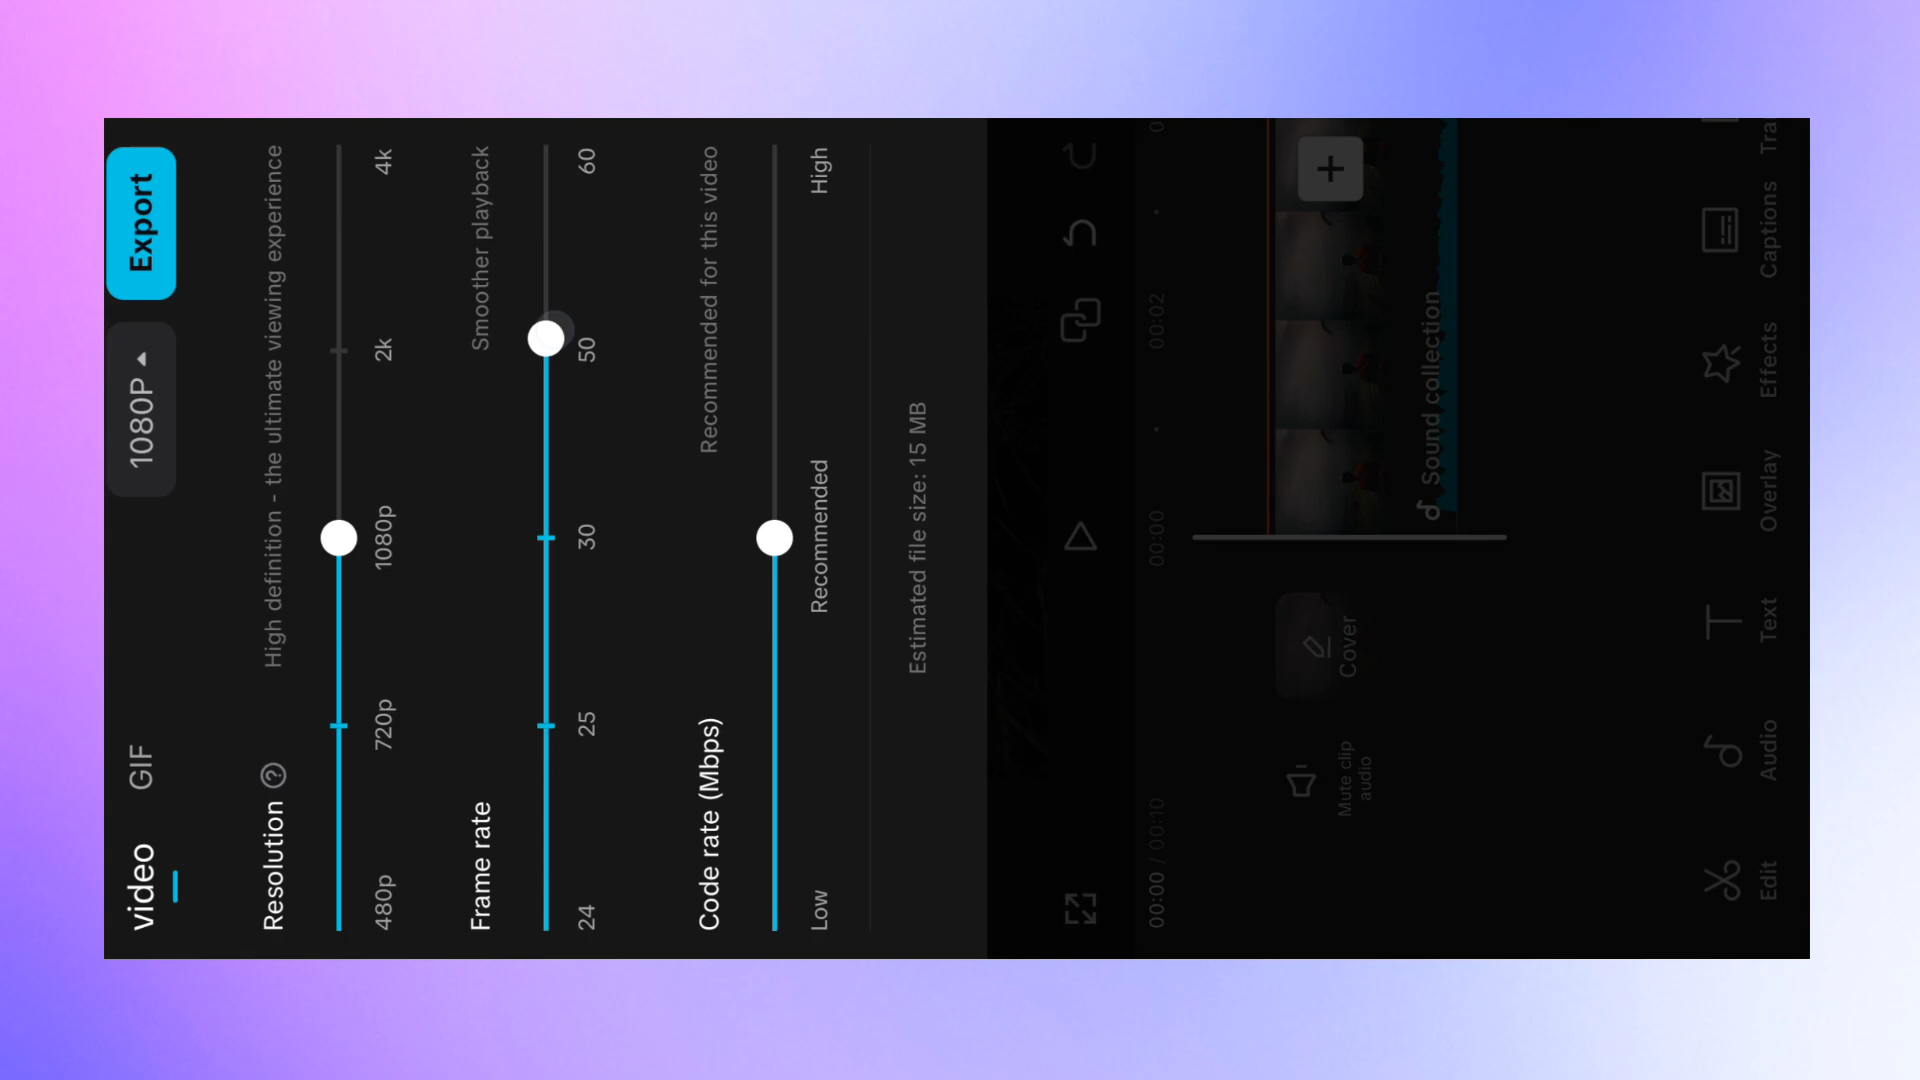 Video GIF 1080P Export
Resolution High definition - the ultimate viewing experience
480p 720p 1080p 2k 4k
Frame rate Smoother playback
24 25 30 50 60
Code rate (Mbps) Recommended for this video
Low Recommended High
Estimated file size: 15 MB
00:00 / 00:10 00:00 00:02
Mute clip
audio
Cover
Sound collection
Edit Audio Text Overlay Effects Captions Tra